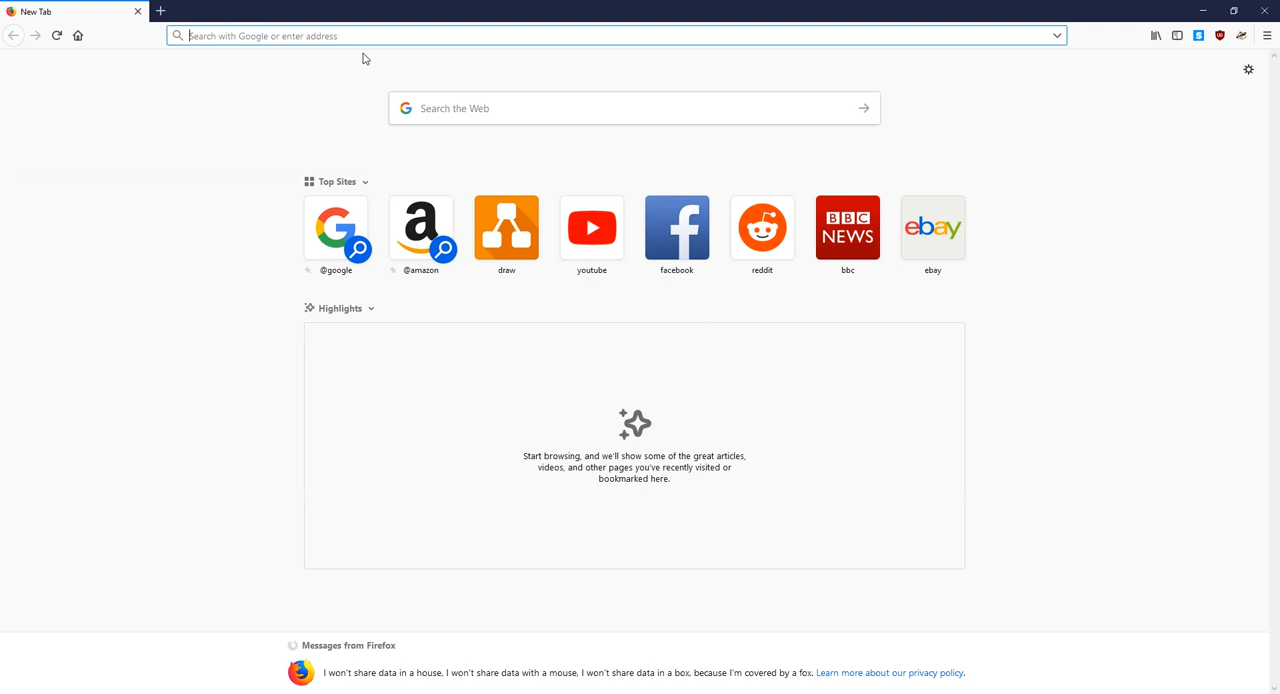 New Tab
Search with Google or enter address
Search the Web
Top Sites
a
BBC
NEWS
ebay
@google
@amazon
draw
youtube
facebook
reddit
bbc
ebay
Highlights
Start browsing, and we'll show some of the great articles,
videos, and other pages you've recently visited or
bookmarked here.
Messages from Firefox
I won't share data in a house, I won't share data with a mouse, I won't share data in a box, because I'm covered by a fox. Learn more about our privacy policy.